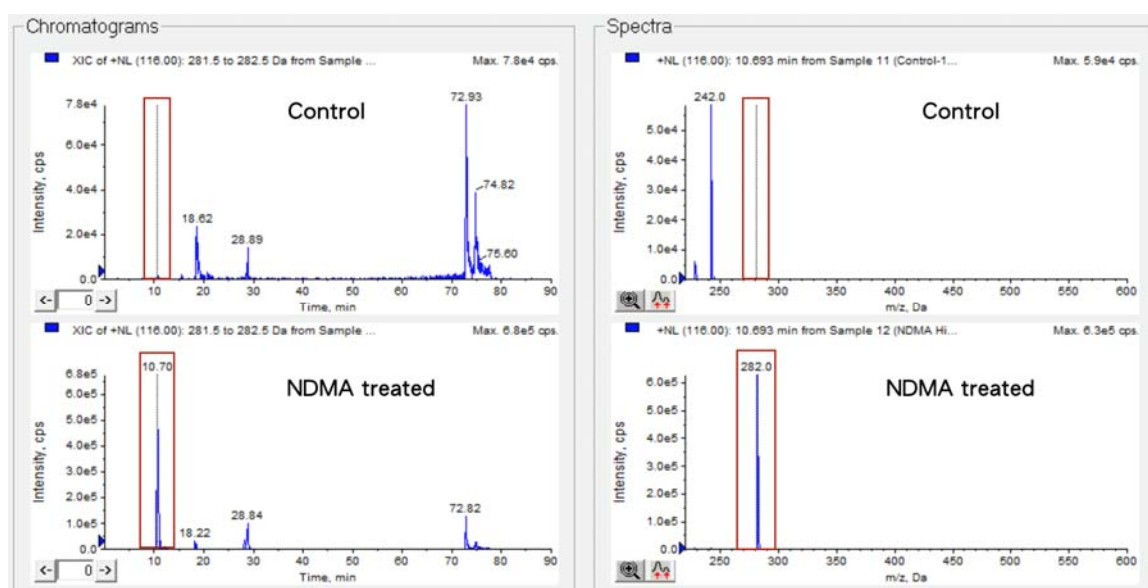 Chromatograms
XIC of +NL (116.00): 281.5 to 282.5 Da from Sample ...
Max. 7.8e4 cps.
Control
Intensity, cps
7.8e4
6.0e4
4.0e4
2.0e4
0.0
18.62
28.89
72.93
74.82
75.60
10
20
30
40
50
60
70
80
90
Time, min
<- 0 ->
XIC of +NL (116.00): 281.5 to 282.5 Da from Sample ...
Max. 6.8e5 cps.
NDMA treated
Intensity, cps
6.8e5
6.0e5
5.0e5
4.0e5
3.0e5
2.0e5
1.0e5
0.0
10.70
18.22
28.84
72.82
10
20
30
40
50
60
70
80
90
Time, min
<- 0 ->
Spectra
+NL (116.00): 10.693 min from Sample 11 (Control-1...
Max. 5.9e4 cps.
Control
Intensity, cps
5.0e4
4.0e4
3.0e4
2.0e4
1.0e4
0.0
242.0
250
300
350
400
450
500
550
600
m/z, Da
+NL (116.00): 10.693 min from Sample 12 (NDMA Hi...
Max. 6.3e5 cps.
NDMA treated
Intensity, cps
6.0e5
5.0e5
4.0e5
3.0e5
2.0e5
1.0e5
0.0
282.0
250
300
350
400
450
500
550
600
m/z, Da